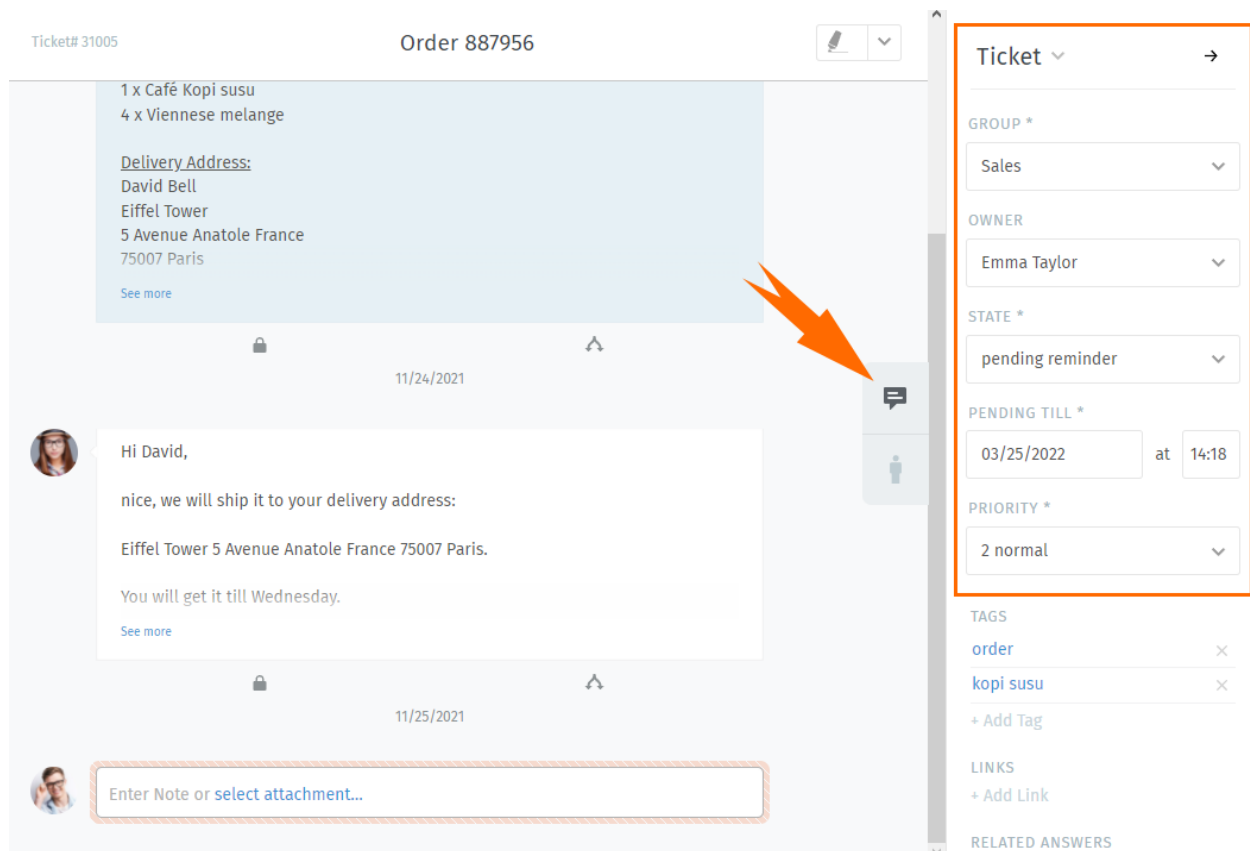 Ticket# 31005
Order 887956
1 x Café Kopi susu
4 x Viennese melange
Delivery Address:
David Bell
Eiffel Tower
5 Avenue Anatole France
75007 Paris
See more
11/24/2021
Hi David,
nice, we will ship it to your delivery address:
Eiffel Tower 5 Avenue Anatole France 75007 Paris.
You will get it till Wednesday.
See more
11/25/2021
Enter Note or select attachment...
Ticket
GROUP *
Sales
OWNER
Emma Taylor
STATE *
pending reminder
PENDING TILL *
03/25/2022 at 14:18
PRIORITY *
2 normal
TAGS
order
kopi susu
+ Add Tag
LINKS
+ Add Link
RELATED ANSWERS